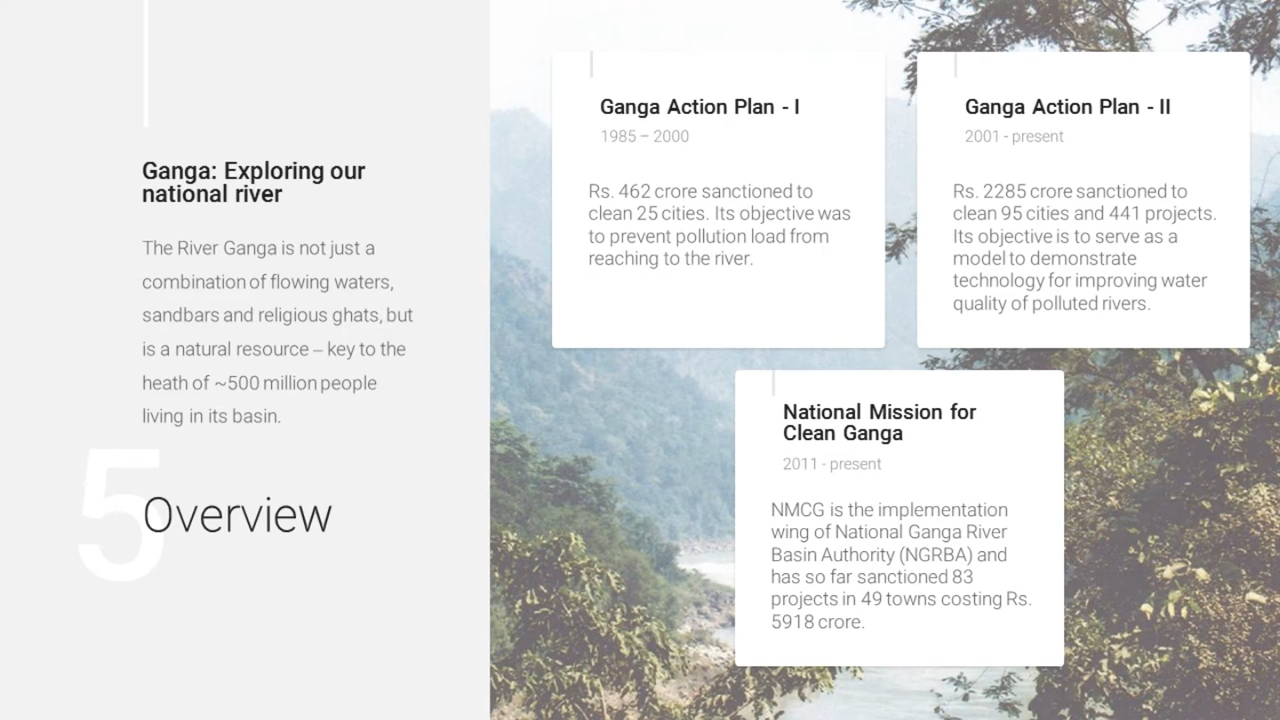 Ganga: Exploring our
national river
The River Ganga is not just a
combination of flowing waters,
sandbars and religious ghats, but
is a natural resource – key to the
heath of ~500 million people
living in its basin.
5
Overview
Ganga Action Plan - I
1985 – 2000
Rs. 462 crore sanctioned to
clean 25 cities. Its objective was
to prevent pollution load from
reaching to the river.
Ganga Action Plan - II
2001 - present
Rs. 2285 crore sanctioned to
clean 95 cities and 441 projects.
Its objective is to serve as a
model to demonstrate
technology for improving water
quality of polluted rivers.
National Mission for
Clean Ganga
2011 - present
NMCG is the implementation
wing of National Ganga River
Basin Authority (NGRBA) and
has so far sanctioned 83
projects in 49 towns costing Rs.
5918 crore.